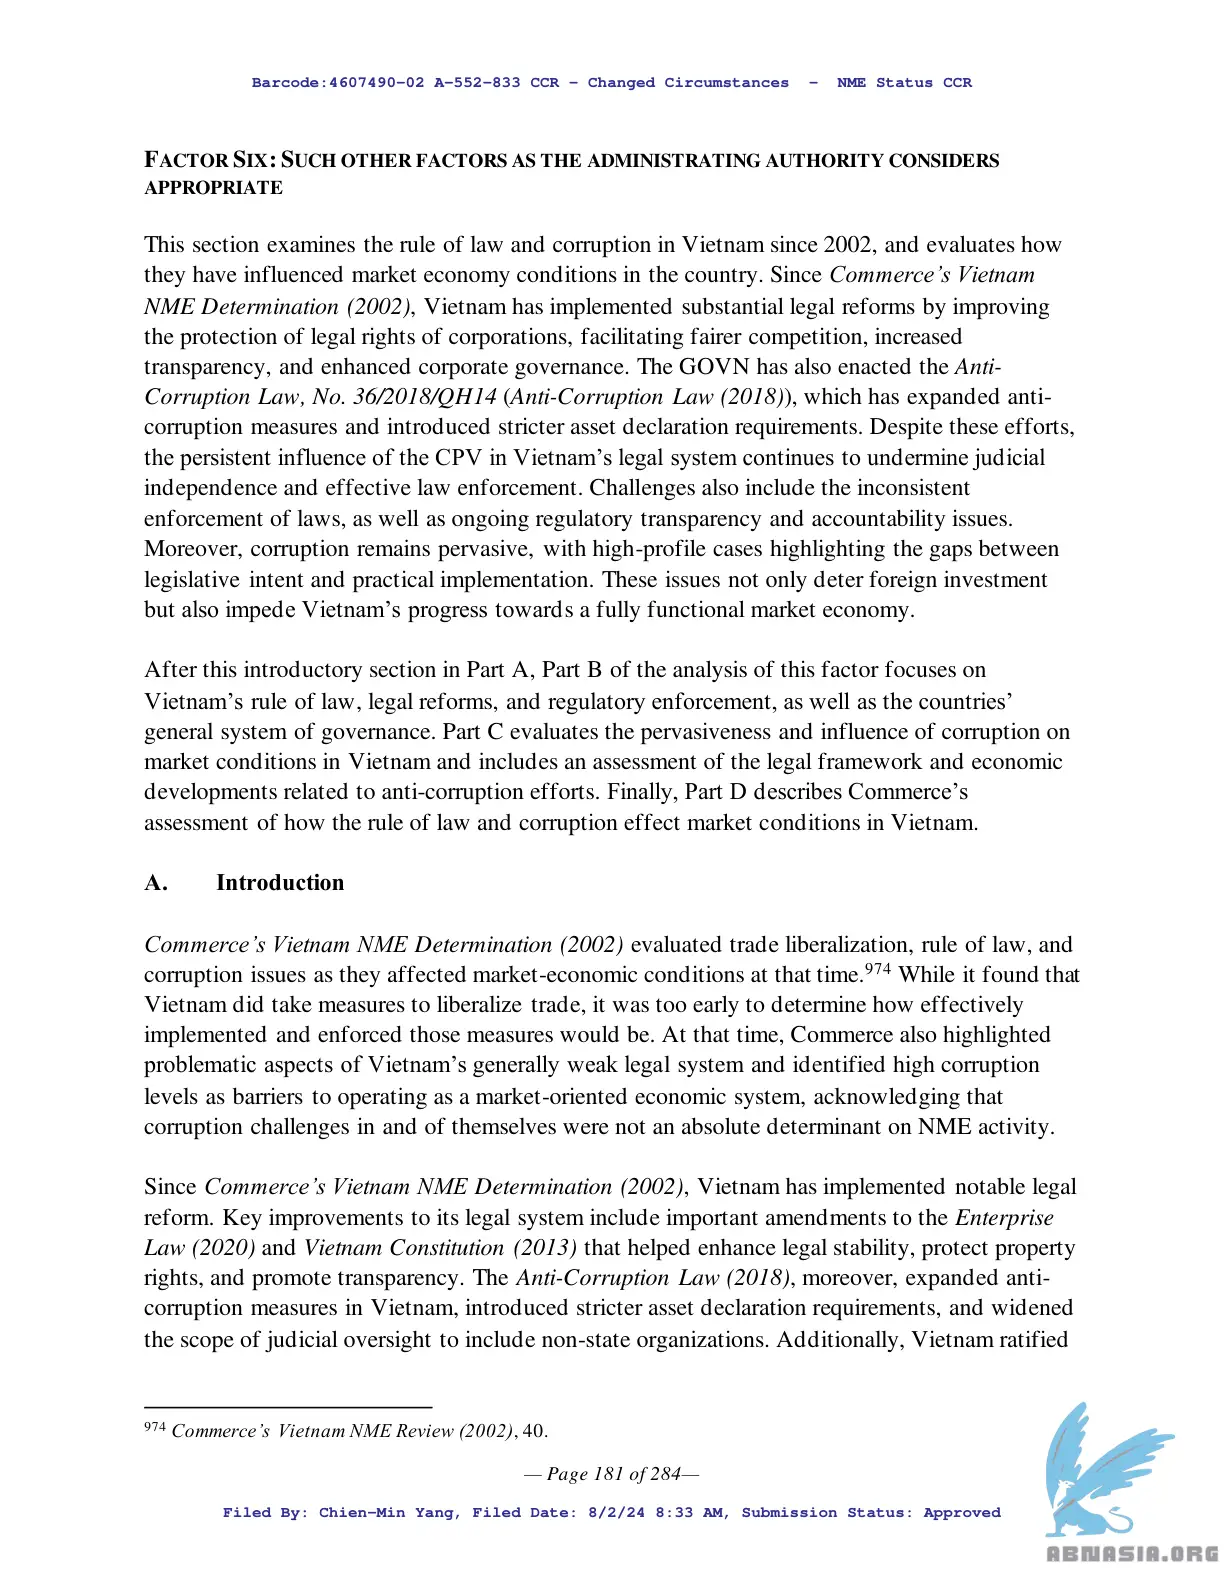 Barcode:4607490-02 A-552-833 CCR - Changed Circumstances - NME Status CCR
FACTOR SIX: SUCH OTHER FACTORS AS THE ADMINISTRATING AUTHORITY CONSIDERS
APPROPRIATE
This section examines the rule of law and corruption in Vietnam since 2002, and evaluates how
they have influenced market economy conditions in the country. Since Commerce's Vietnam
NME Determination (2002), Vietnam has implemented substantial legal reforms by improving
the protection of legal rights of corporations, facilitating fairer competition, increased
transparency, and enhanced corporate governance. The GOVN has also enacted the Anti-
Corruption Law, No. 36/2018/QH14 (Anti-Corruption Law (2018)), which has expanded anti-
corruption measures and introduced stricter asset declaration requirements. Despite these efforts,
the persistent influence of the CPV in Vietnam's legal system continues to undermine judicial
independence and effective law enforcement. Challenges also include the inconsistent
enforcement of laws, as well as ongoing regulatory transparency and accountability issues.
Moreover, corruption remains pervasive, with high-profile cases highlighting the gaps between
legislative intent and practical implementation. These issues not only deter foreign investment
but also impede Vietnam's progress towards a fully functional market economy.
After this introductory section in Part A, Part B of the analysis of this factor focuses on
Vietnam's rule of law, legal reforms, and regulatory enforcement, as well as the countries'
general system of governance. Part C evaluates the pervasiveness and influence of corruption on
market conditions in Vietnam and includes an assessment of the legal framework and economic
developments related to anti-corruption efforts. Finally, Part D describes Commerce's
assessment of how the rule of law and corruption effect market conditions in Vietnam.
A. Introduction
Commerce's Vietnam NME Determination (2002) evaluated trade liberalization, rule of law, and
corruption issues as they affected market-economic conditions at that time.974 While it found that
Vietnam did take measures to liberalize trade, it was too early to determine how effectively
implemented and enforced those measures would be. At that time, Commerce also highlighted
problematic aspects of Vietnam's generally weak legal system and identified high corruption
levels as barriers to operating as a market-oriented economic system, acknowledging that
corruption challenges in and of themselves were not an absolute determinant on NME activity.
Since Commerce's Vietnam NME Determination (2002), Vietnam has implemented notable legal
reform. Key improvements to its legal system include important amendments to the Enterprise
Law (2020) and Vietnam Constitution (2013) that helped enhance legal stability, protect property
rights, and promote transparency. The Anti-Corruption Law (2018), moreover, expanded anti-
corruption measures in Vietnam, introduced stricter asset declaration requirements, and widened
the scope of judicial oversight to include non-state organizations. Additionally, Vietnam ratified
974 Commerce's Vietnam NME Review (2002), 40.
— Page 181 of 284—
Filed By: Chien-Min Yang, Filed Date: 8/2/24 8:33 AM, Submission Status: Approved
ABNASIA.ORG